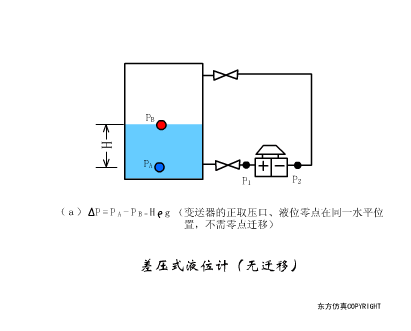 P_B
H
P_A
P_1
P_2
（a）ΔP=P_A-P_B=Hρg（变送器的正取压口、液位零点在同一水平位
置，不需零点迁移）
差压式液位计（无迁移）
东方仿真COPYRIGHT